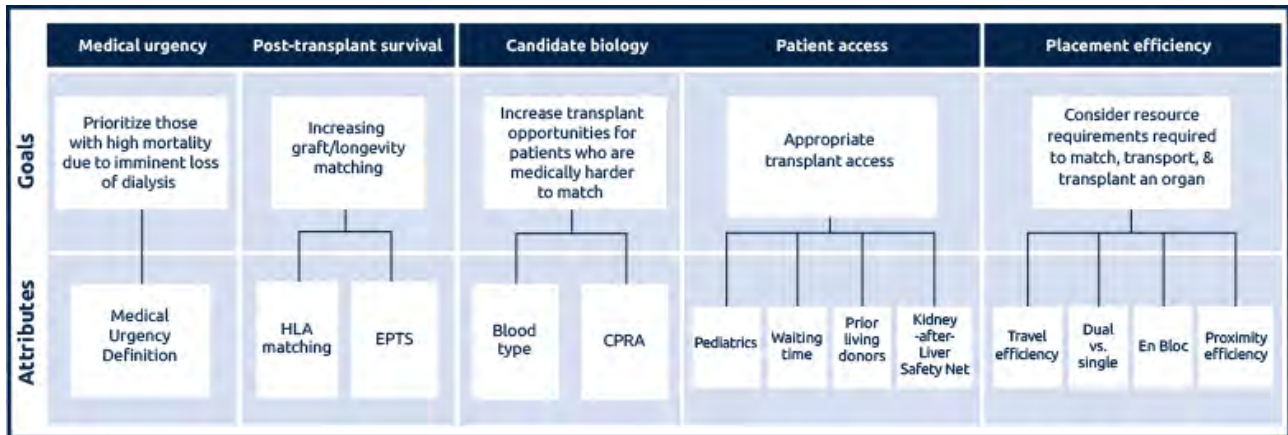 Medical urgency
Post-transplant survival
Candidate biology
Patient access
Placement efficiency
Goals
Prioritize those
with high mortality
due to imminent loss
of dialysis
Increasing
graft/longevity
matching
Increase transplant
opportunities for
patients who are
medically harder
to match
Appropriate
transplant access
Consider resource
requirements required
to match, transport, &
transplant an organ
Attributes
Medical
Urgency
Definition
HLA
matching
EPTS
Blood
type
CPRA
Pediatrics
Waiting
time
Prior
living
donors
Kidney
-after-
Liver
Safety Net
Travel
efficiency
Dual
vs.
single
En Bloc
Proximity
efficiency